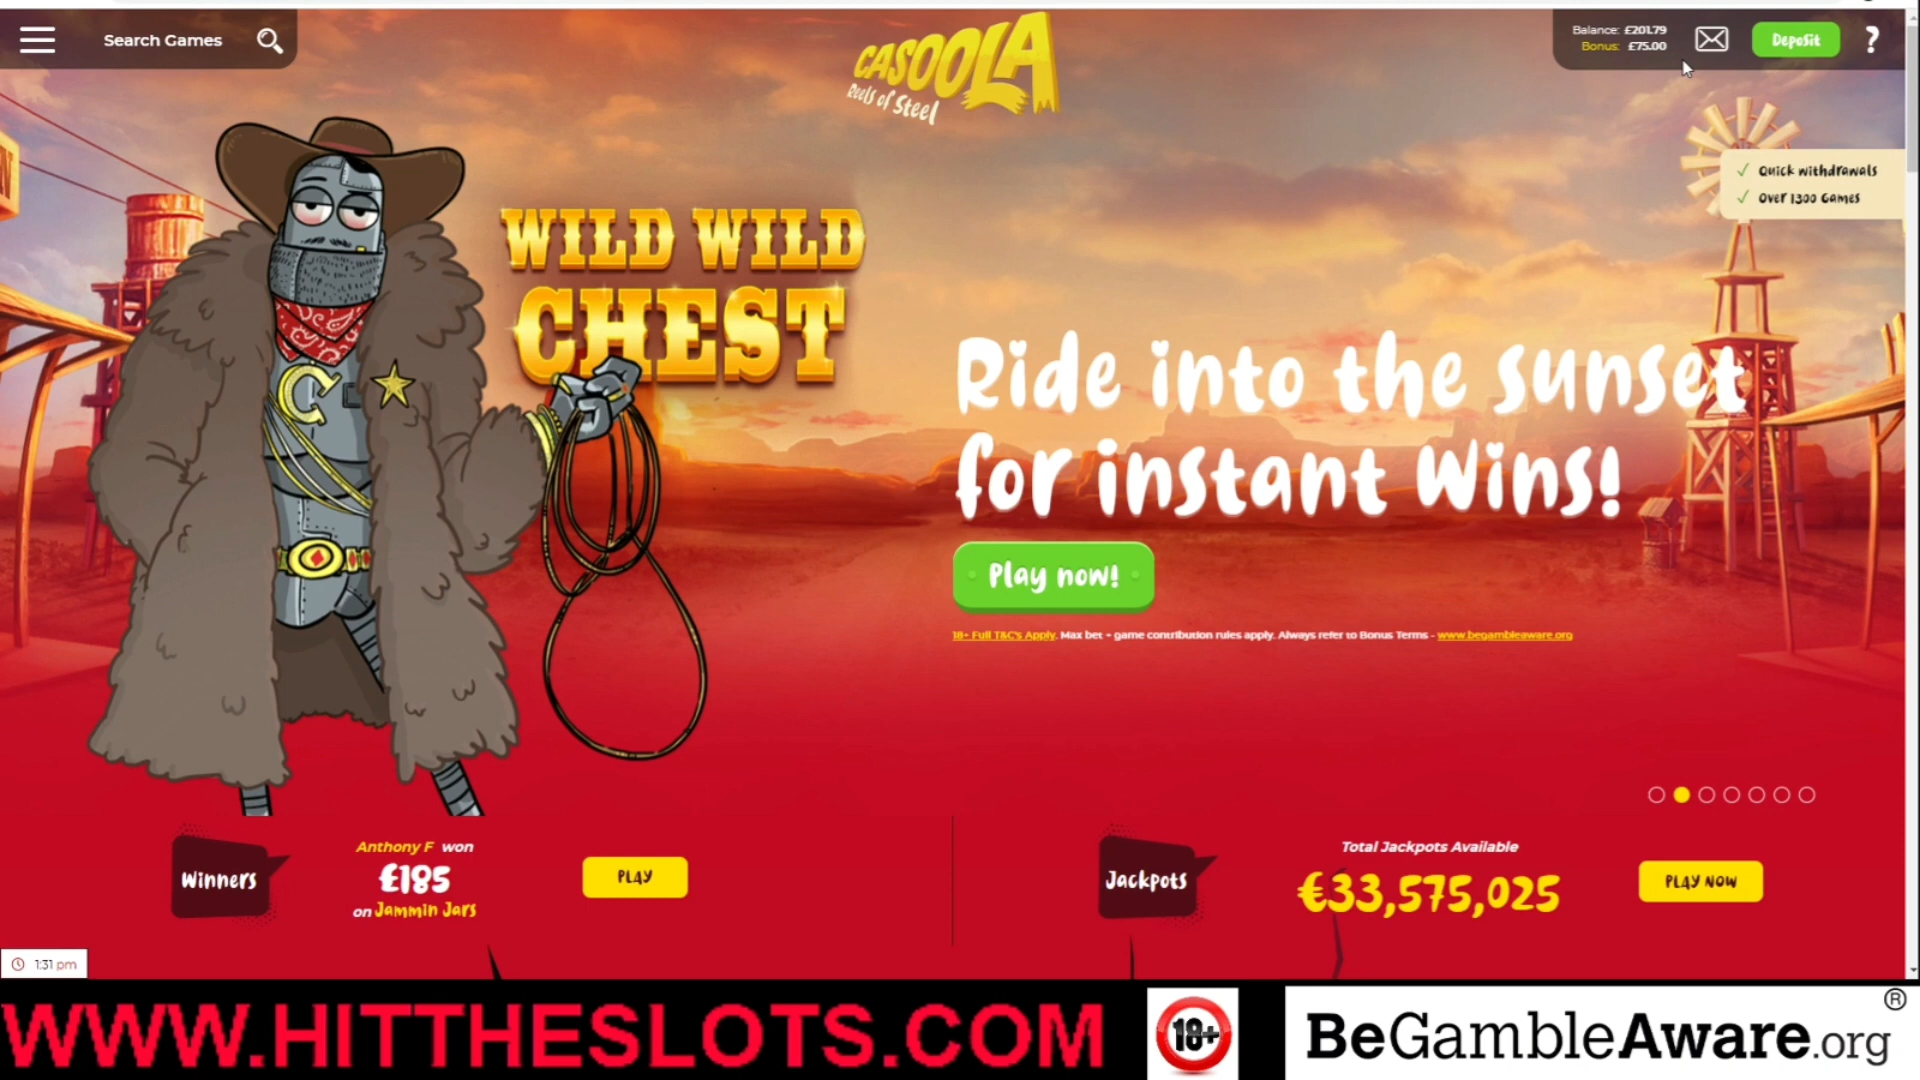 Search Games
CASOOLA
Reels of Steel
Balance: £201.79
Bonus: £75.00
Deposit
?
✓ Quick withdrawals
✓ Over 1300 Games
WILD WILD
CHEST
C
Ride into the sunset
for instant Wins!
Play now!
18+ Full T&C's Apply. Max bet - game contribution rules apply. Always refer to Bonus Terms - www.begambleaware.org
Winners
Anthony F won
£185
on Jammin Jars
PLAY
Jackpots
Total Jackpots Available
€33,575,025
PLAY NOW
1:31 pm
WWW.HITTHESLOTS.COM
18+
BeGambleAware.org®